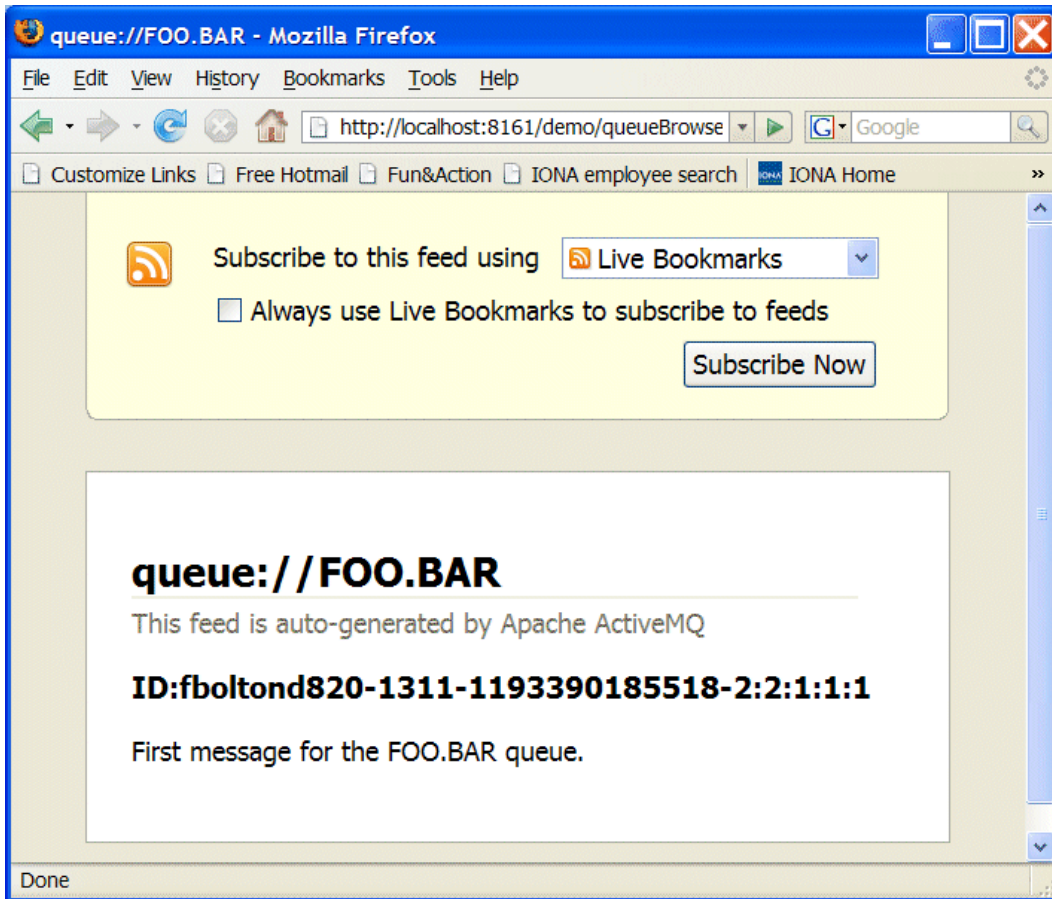 queue://FOO.BAR - Mozilla Firefox
File Edit View History Bookmarks Tools Help
http://localhost:8161/demo/queueBrowse G Google
Customize Links Free Hotmail Fun&Action IONA employee search IONA IONA Home »
Subscribe to this feed using Live Bookmarks
Always use Live Bookmarks to subscribe to feeds
Subscribe Now
queue://FOO.BAR
This feed is auto-generated by Apache ActiveMQ
ID:fboltond820-1311-1193390185518-2:2:1:1:1
First message for the FOO.BAR queue.
Done